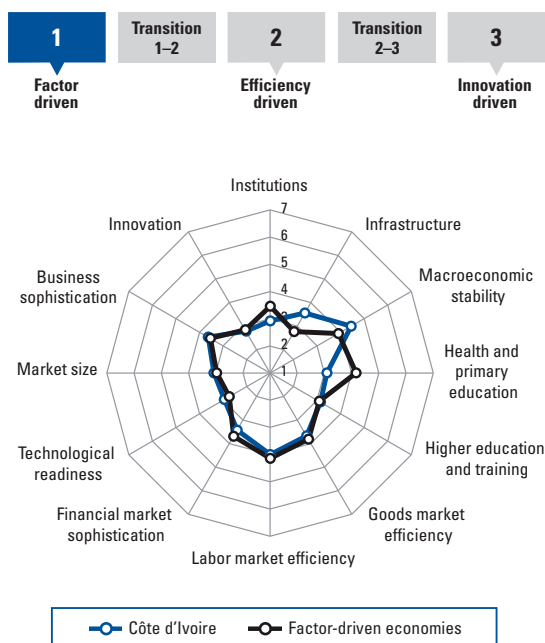 1
Transition
1–2
2
Transition
2–3
3
Factor
driven
Efficiency
driven
Innovation
driven
Institutions
7
Innovation
6
Infrastructure
5
Business
sophistication
4
Macroeconomic
stability
3
2
Market size
1
Health and
primary
education
Technological
readiness
Higher education
and training
Financial market
sophistication
Goods market
efficiency
Labor market efficiency
Côte d'Ivoire
Factor-driven economies